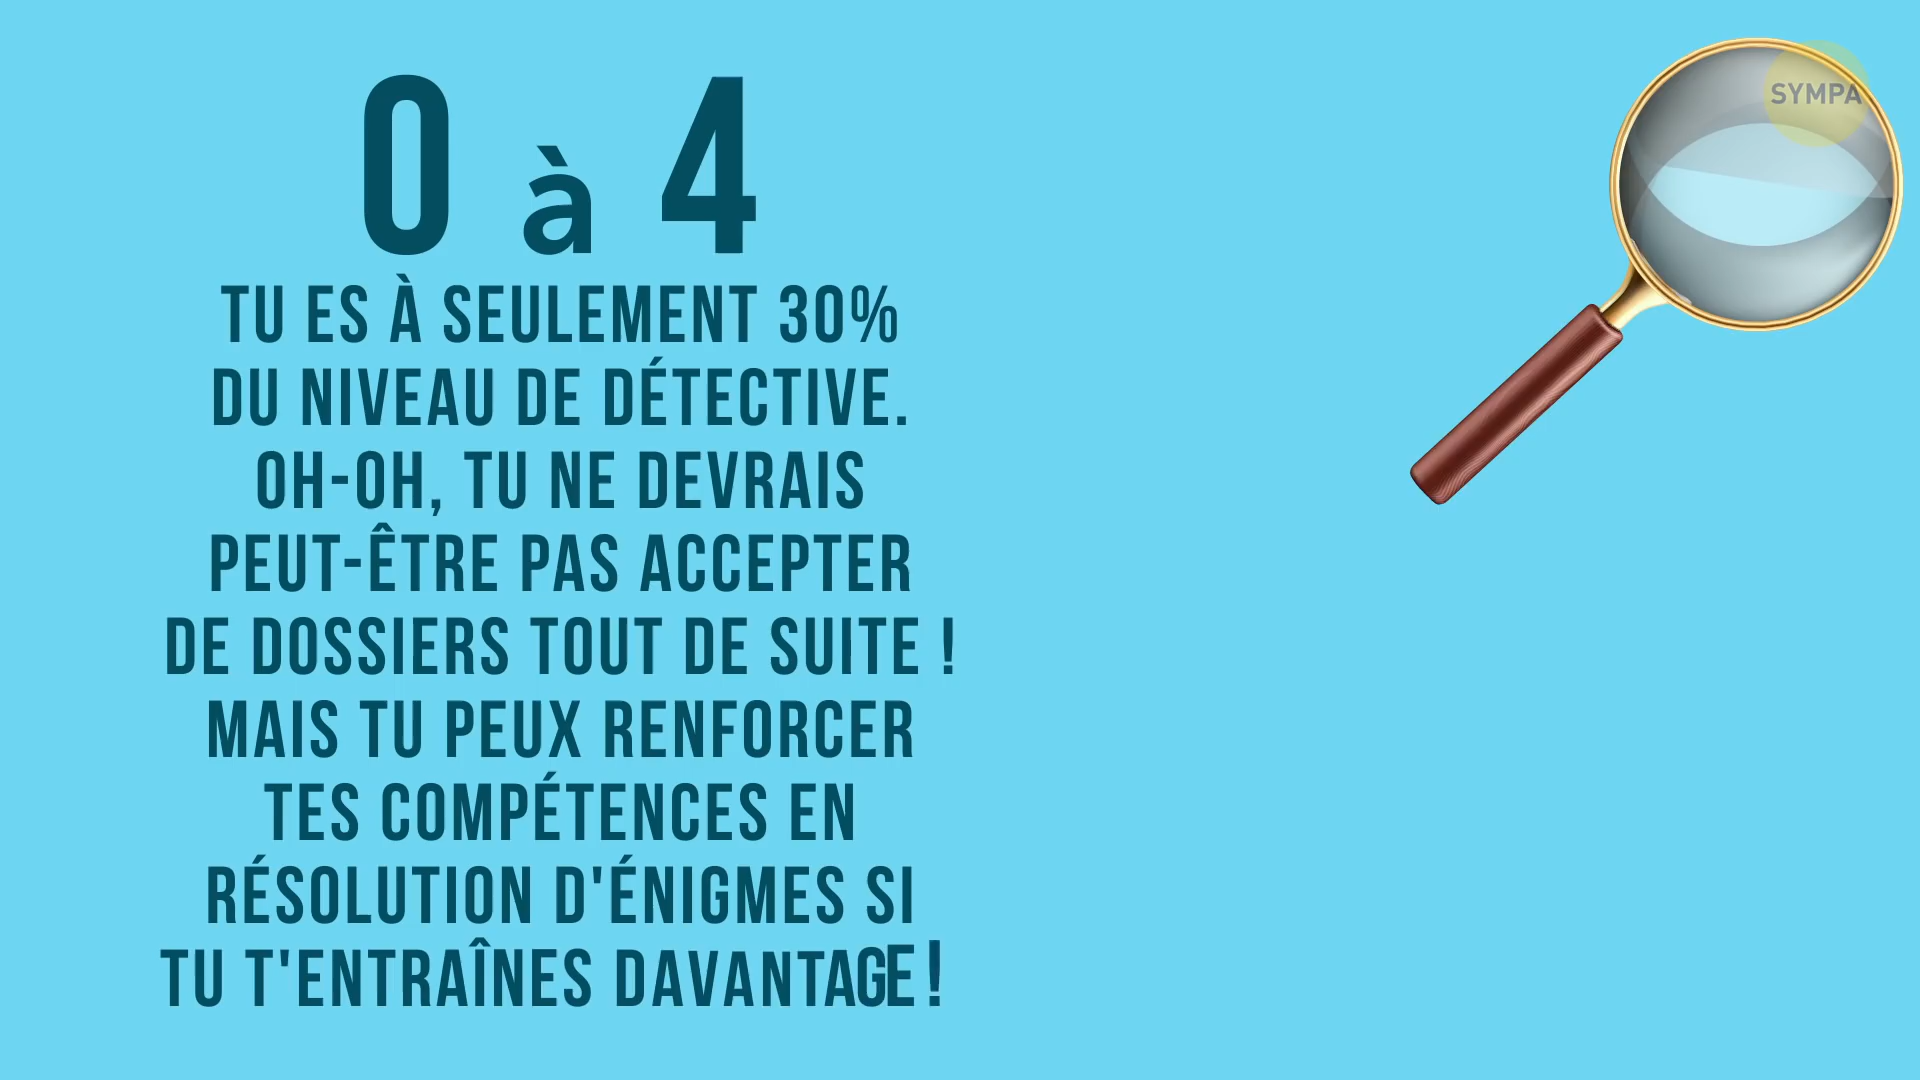 0 à 4
TU ES À SEULEMENT 30%
DU NIVEAU DE DÉTECTIVE.
OH-OH, TU NE DEVRAIS
PEUT-ÊTRE PAS ACCEPTER
DE DOSSIERS TOUT DE SUITE !
MAIS TU PEUX RENFORCER
TES COMPÉTENCES EN
RÉSOLUTION D'ÉNIGMES SI
TU T'ENTRAÎNES DAVANTAGE !
SYMPA